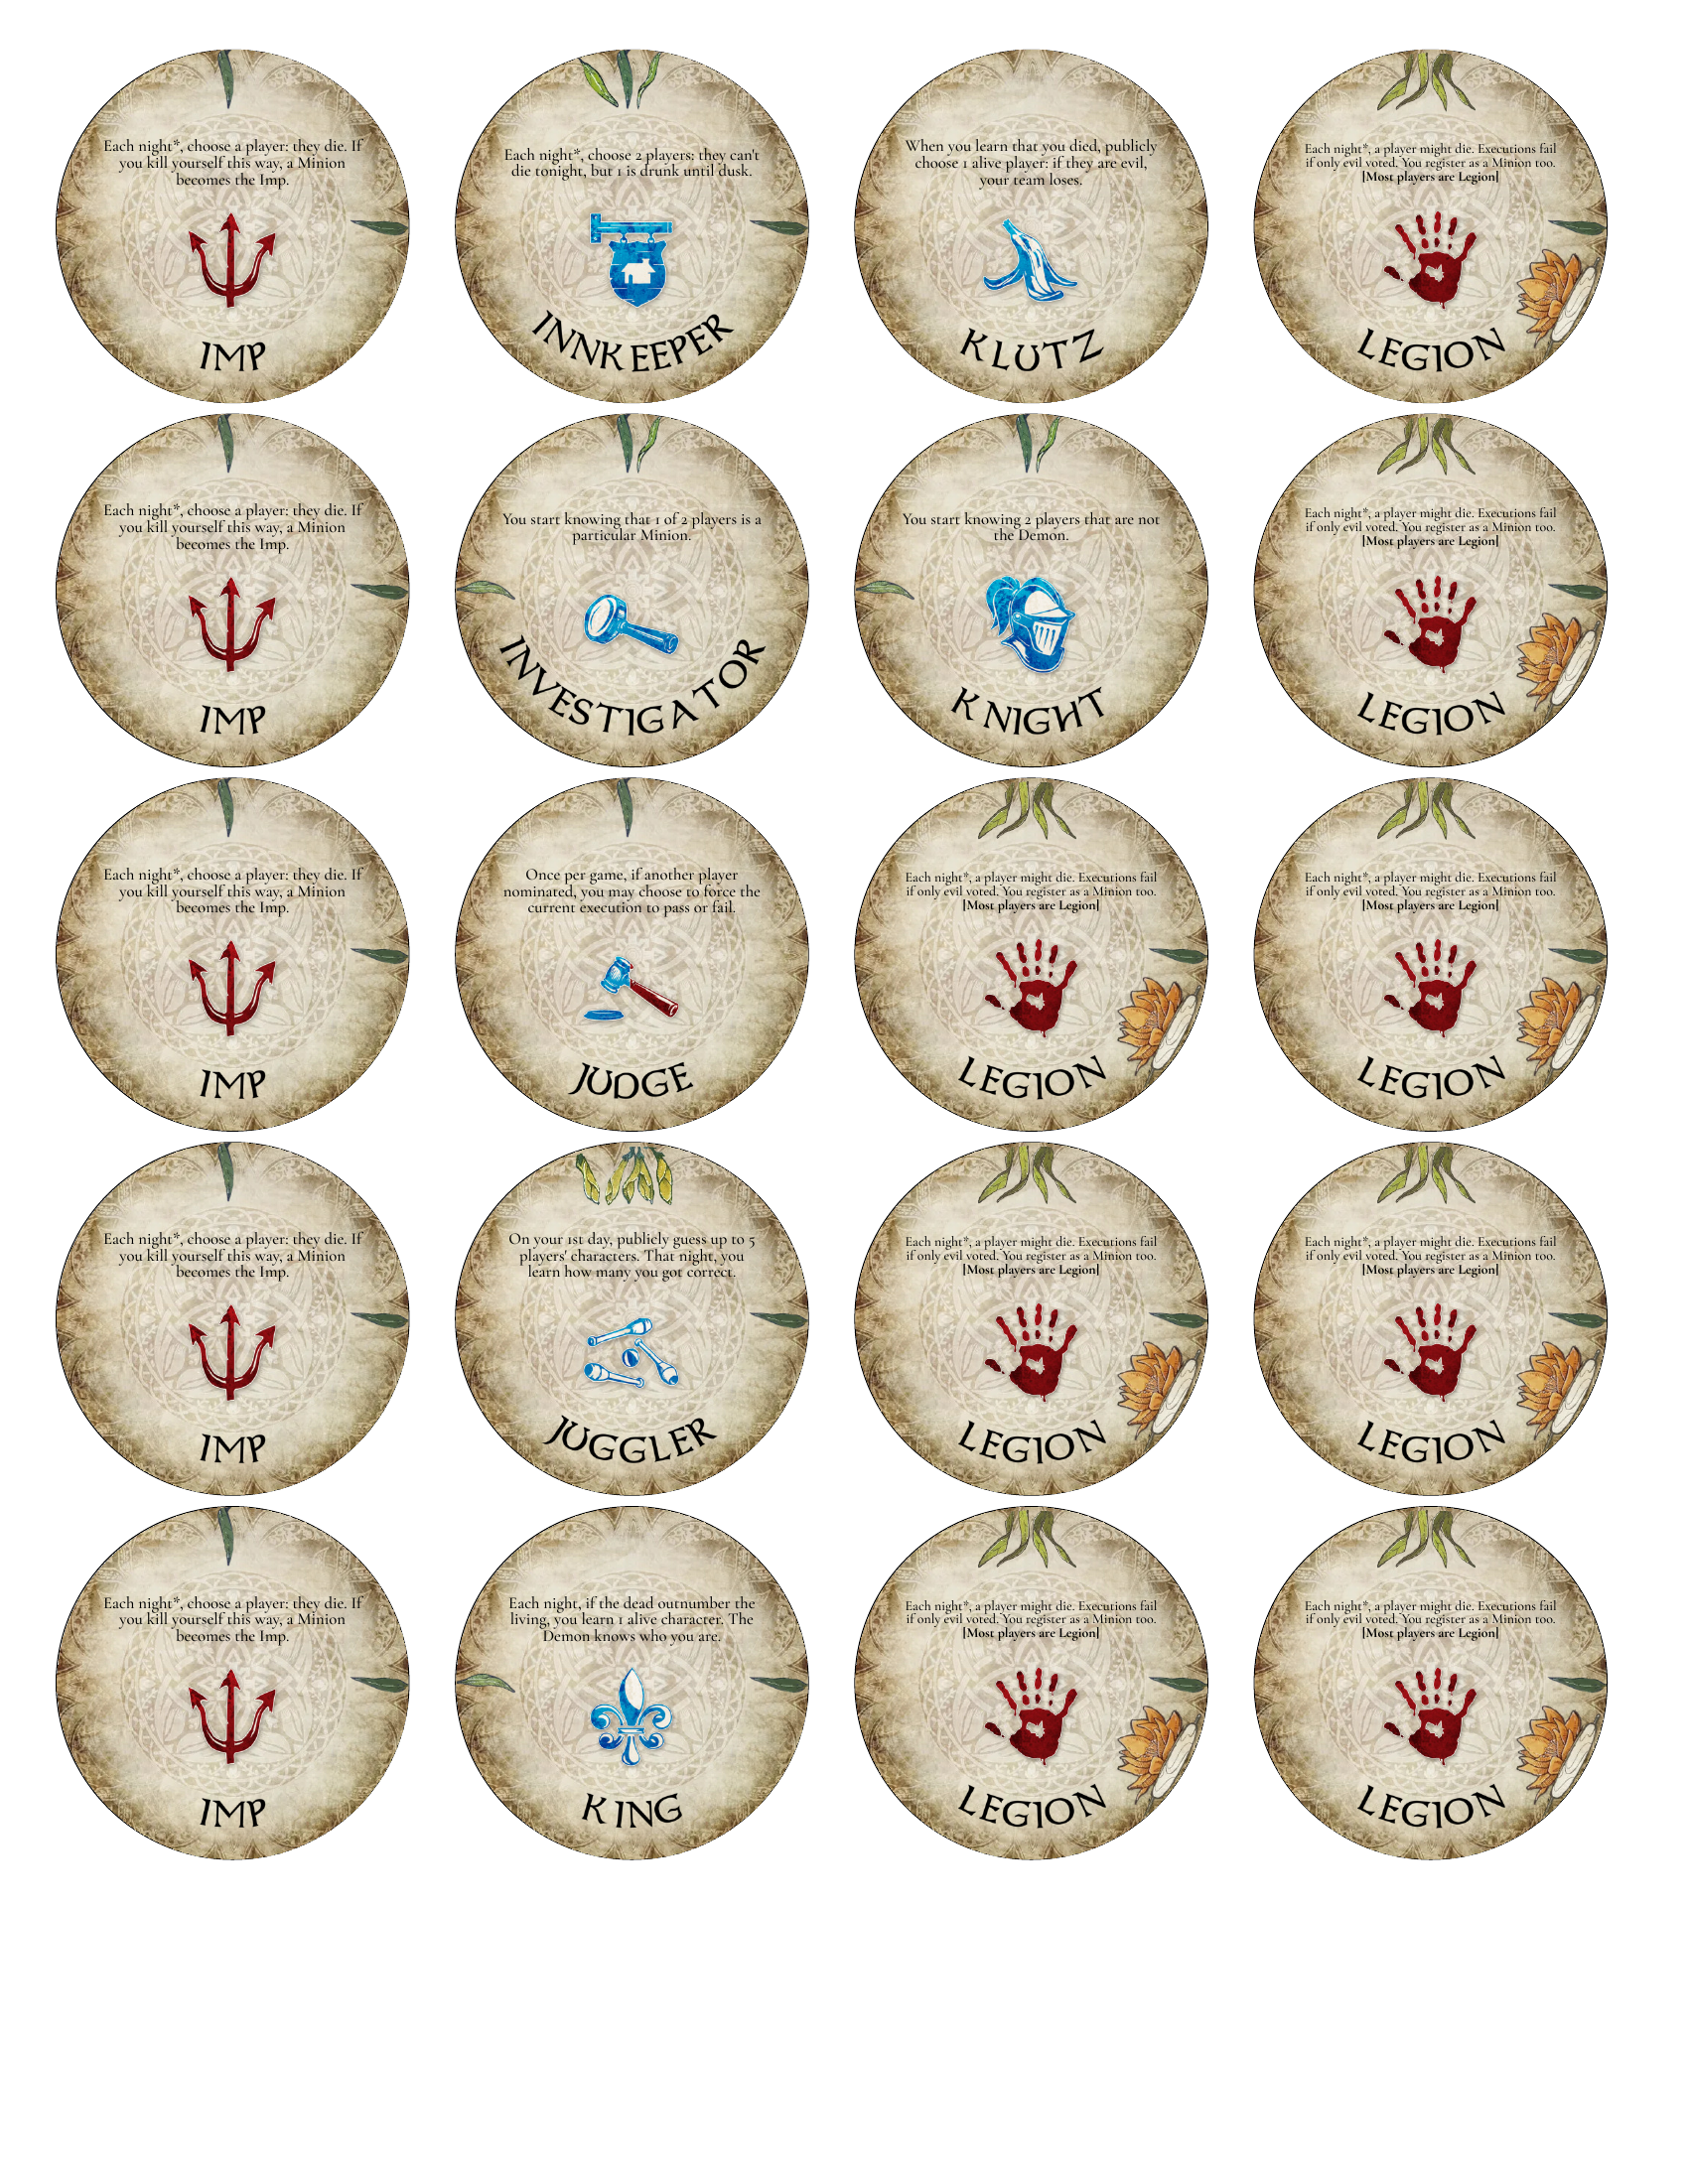 Each night*, choose a player: they die. If
you kill yourself this way, a Minion
becomes the Imp.
IMP
Each night*, choose 2 players: they can't
die tonight, but 1 is drunk until dusk.
INNKEEPER
When you learn that you died, publicly
choose 1 alive player: if they are evil,
your team loses.
KLUTZ
Each night*, a player might die. Executions fail
if only evil voted. You register as a Minion too.
[Most players are Legion]
LEGION
Each night*, choose a player: they die. If
you kill yourself this way, a Minion
becomes the Imp.
IMP
You start knowing that 1 of 2 players is a
particular Minion.
INVESTIGATOR
You start knowing 2 players that are not
the Demon.
KNIGHT
Each night*, a player might die. Executions fail
if only evil voted. You register as a Minion too.
[Most players are Legion]
LEGION
Each night*, choose a player: they die. If
you kill yourself this way, a Minion
becomes the Imp.
IMP
Once per game, if another player
nominated, you may choose to force the
current execution to pass or fail.
JUDGE
Each night*, a player might die. Executions fail
if only evil voted. You register as a Minion too.
[Most players are Legion]
LEGION
Each night*, a player might die. Executions fail
if only evil voted. You register as a Minion too.
[Most players are Legion]
LEGION
Each night*, choose a player: they die. If
you kill yourself this way, a Minion
becomes the Imp.
IMP
On your 1st day, publicly guess up to 5
players' characters. That night, you
learn how many you got correct.
JUGGLER
Each night*, a player might die. Executions fail
if only evil voted. You register as a Minion too.
[Most players are Legion]
LEGION
Each night*, a player might die. Executions fail
if only evil voted. You register as a Minion too.
[Most players are Legion]
LEGION
Each night*, choose a player: they die. If
you kill yourself this way, a Minion
becomes the Imp.
IMP
Each night, if the dead outnumber the
living, you learn 1 alive character. The
Demon knows who you are.
KING
Each night*, a player might die. Executions fail
if only evil voted. You register as a Minion too.
[Most players are Legion]
LEGION
Each night*, a player might die. Executions fail
if only evil voted. You register as a Minion too.
[Most players are Legion]
LEGION